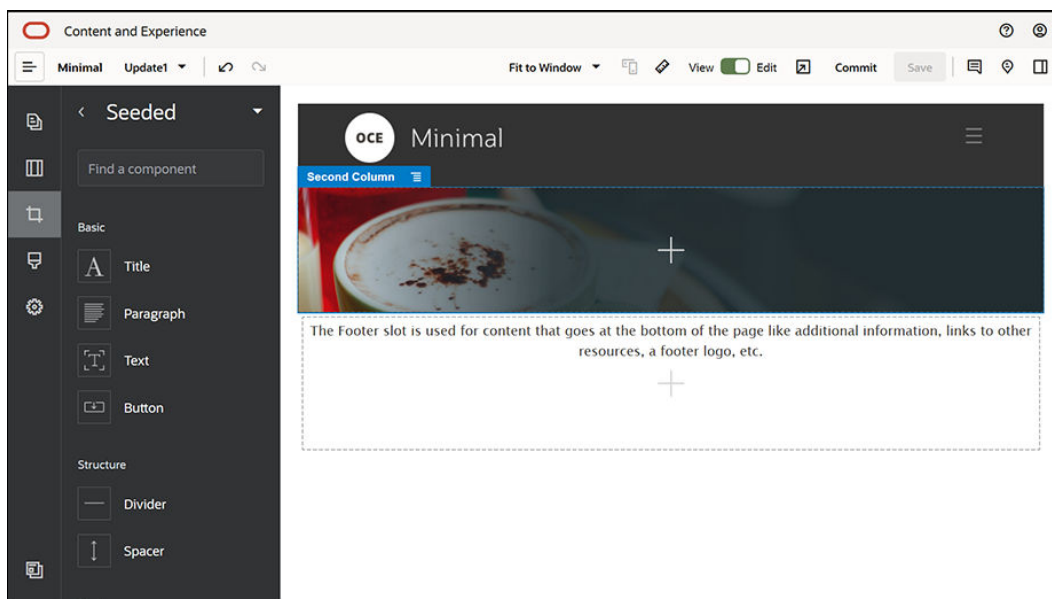 Content and Experience
Minimal Update1 Fit to Window View Edit Commit Save
Seeded
Find a component
Basic
A Title
Paragraph
T Text
Button
Structure
Divider
Spacer
OCE Minimal
Second Column
The Footer slot is used for content that goes at the bottom of the page like additional information, links to other
resources, a footer logo, etc.